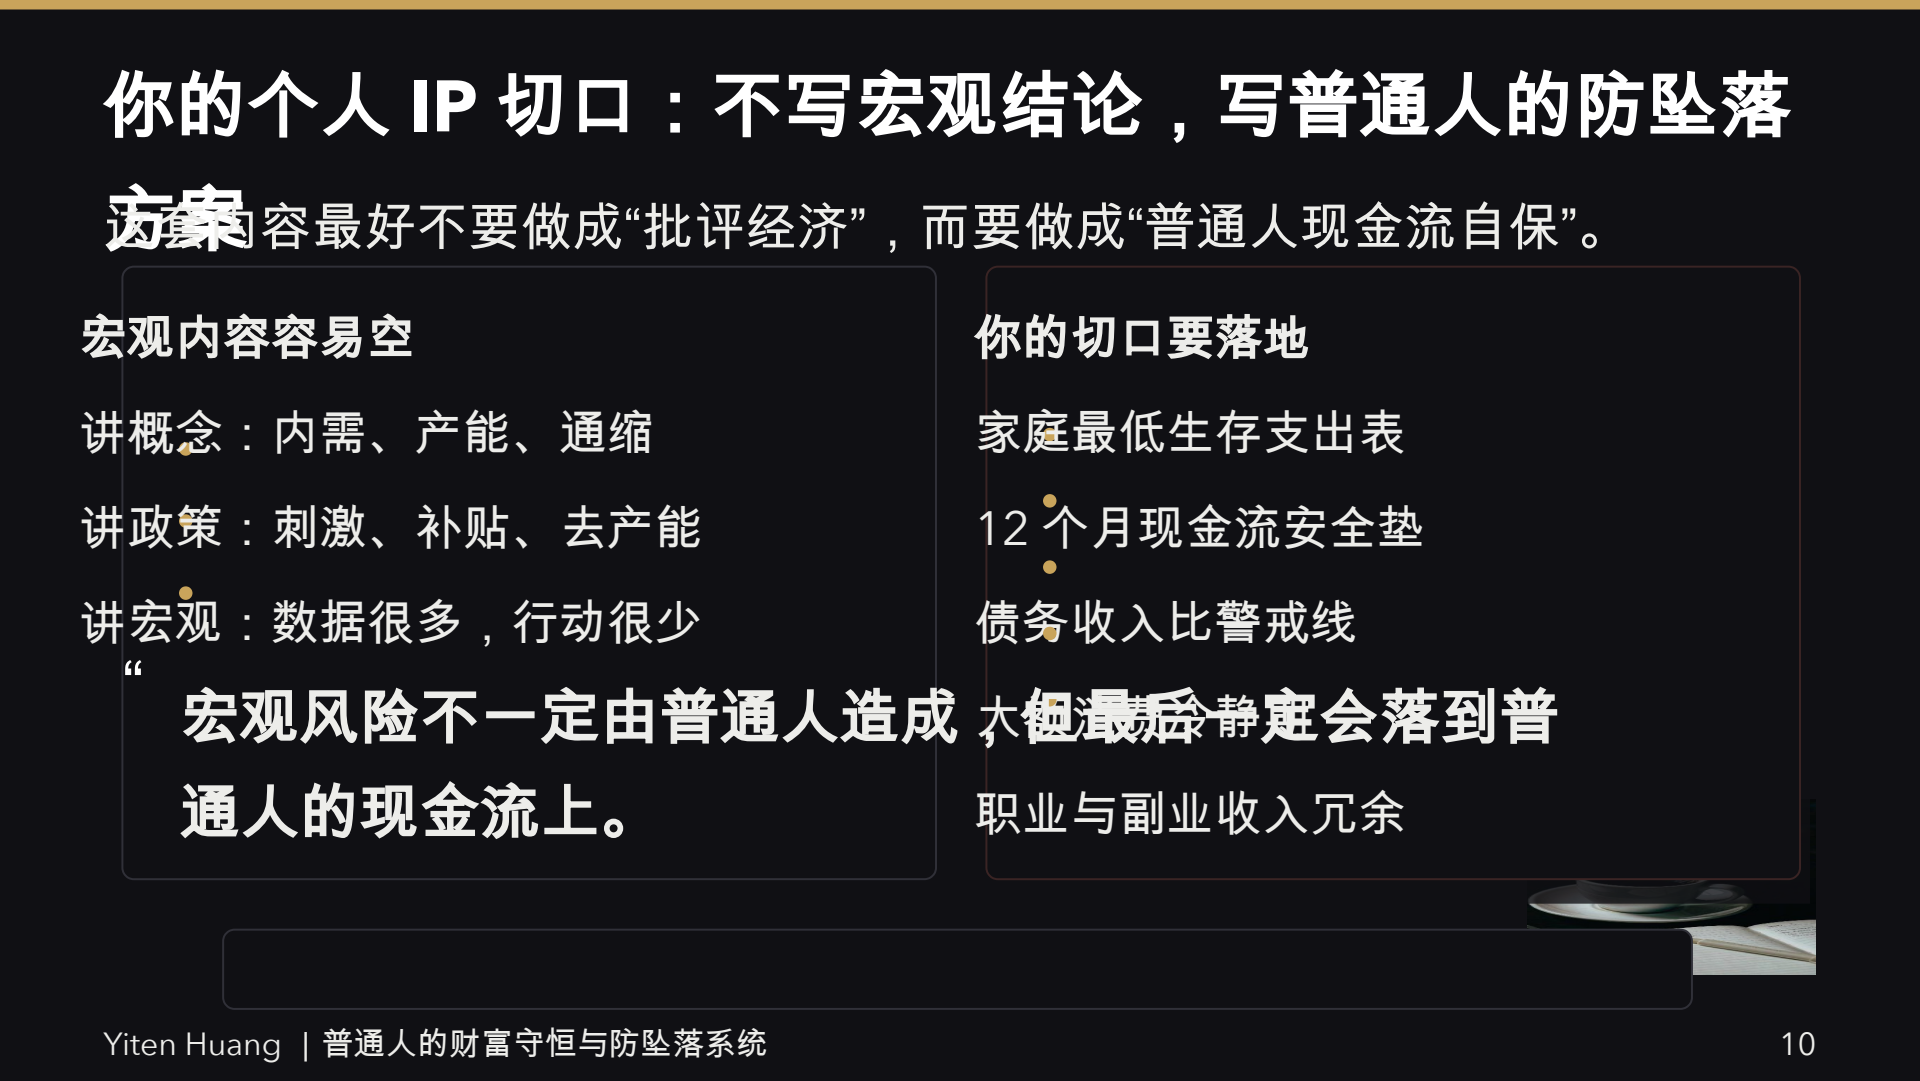 你的个人 IP 切口：不写宏观结论，写普通人的防坠落
方案
这套内容最好不要做成“批评经济”，而要做成“普通人现金流自保”。
宏观内容容易空
讲概念：内需、产能、通缩
讲政策：刺激、补贴、去产能
讲宏观：数据很多，行动很少
你的切口要落地
家庭最低生存支出表
12 个月现金流安全垫
债务收入比警戒线
大额消费冷静期
职业与副业收入冗余
“
宏观风险不一定由普通人造成，但最后一定会落到普
通人的现金流上。
Yiten Huang ｜普通人的财富守恒与防坠落系统
10